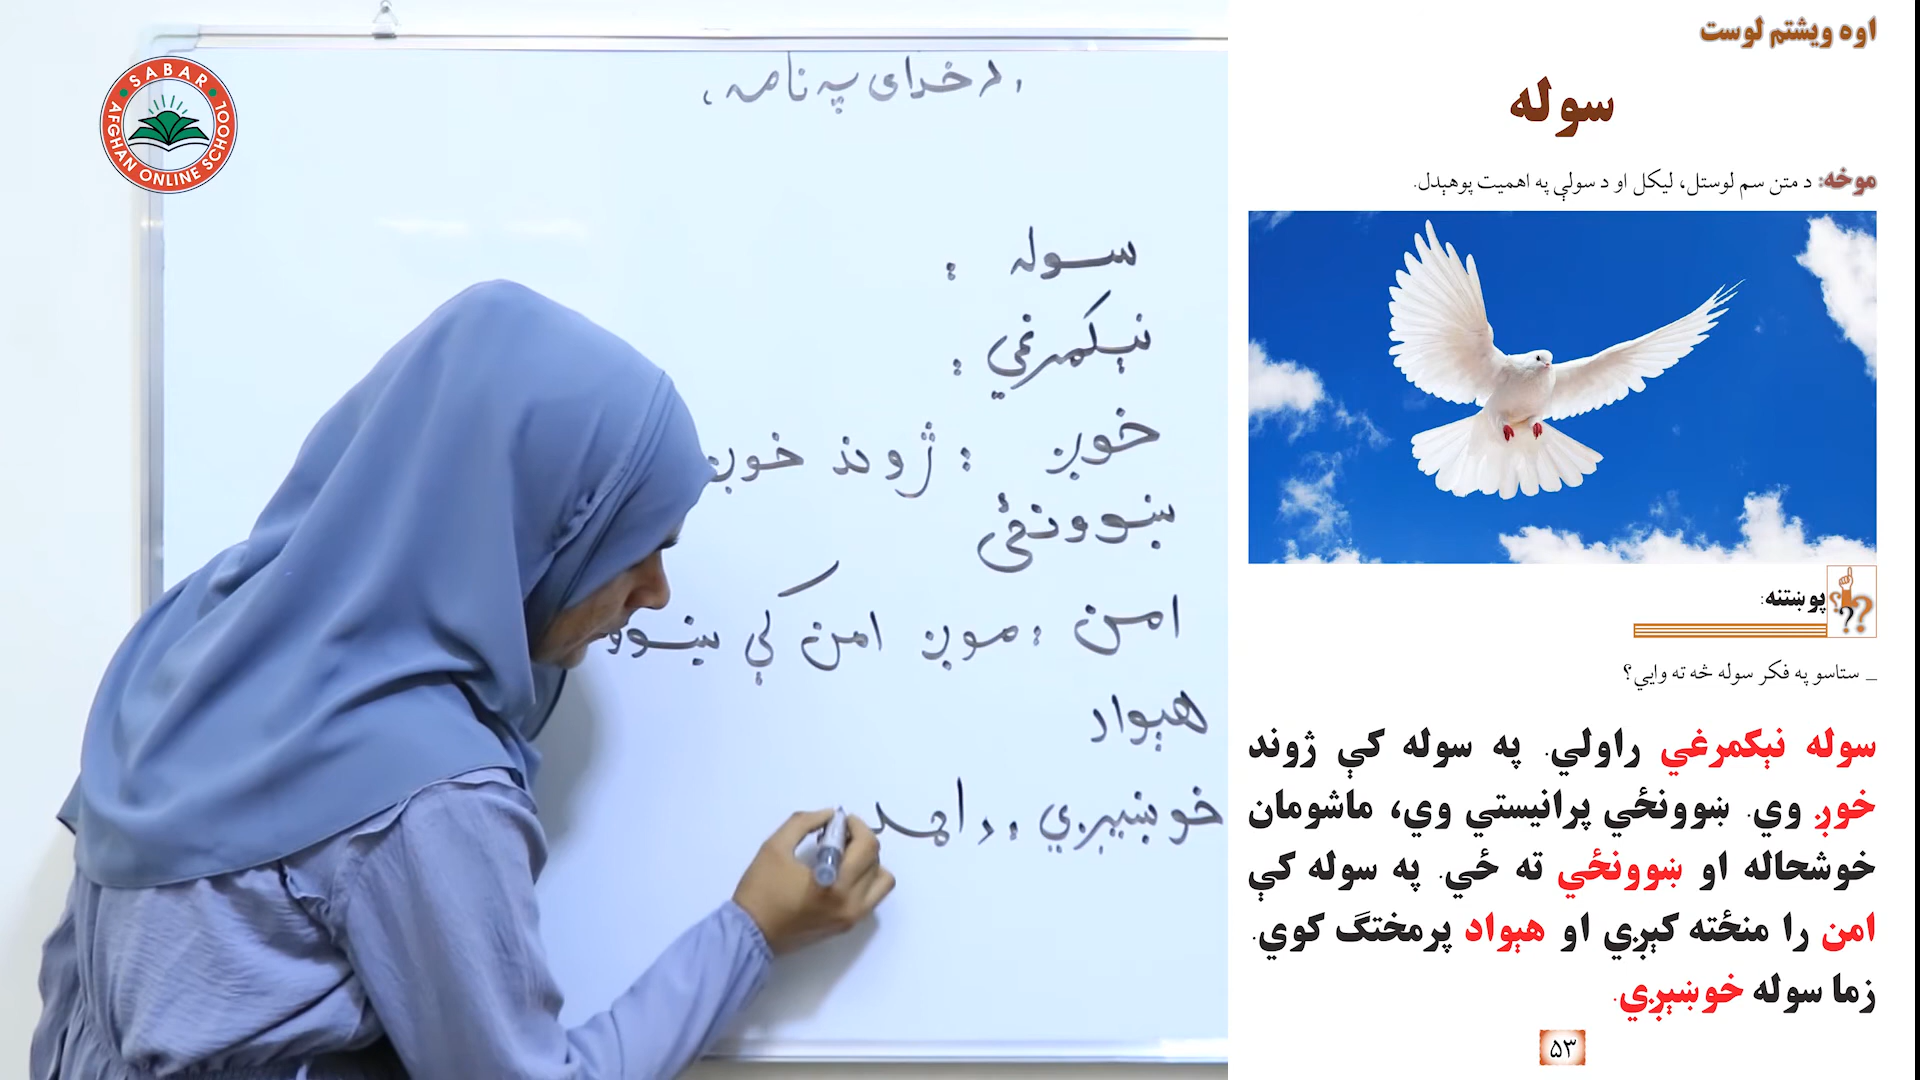 SABAR
AFGHAN ONLINE SCHOOL
د خدای په نامه
سوله :
نېکمرغي :
خوږ : ژوند خوږ
ښوونځي
امن : موږ امن کې ښوو
هېواد
خوښيږي : د احمد
اوه ویشتم لوست
سوله
موخه: د متن سم لوستل، لیکل او د سولې په اهمیت پوهېدل.
پوښتنه:
_ ستاسو په فکر سوله څه ته وايي؟
سوله نېکمرغي راولي. په سوله کې ژوند
خوږ وي. ښوونځي پرانیستي وي، ماشومان
خوشحاله او ښوونځي ته ځي. په سوله کې
امن را منځته کېږي او هېواد پرمختګ کوي.
زما سوله خوښېږي.
۵۳